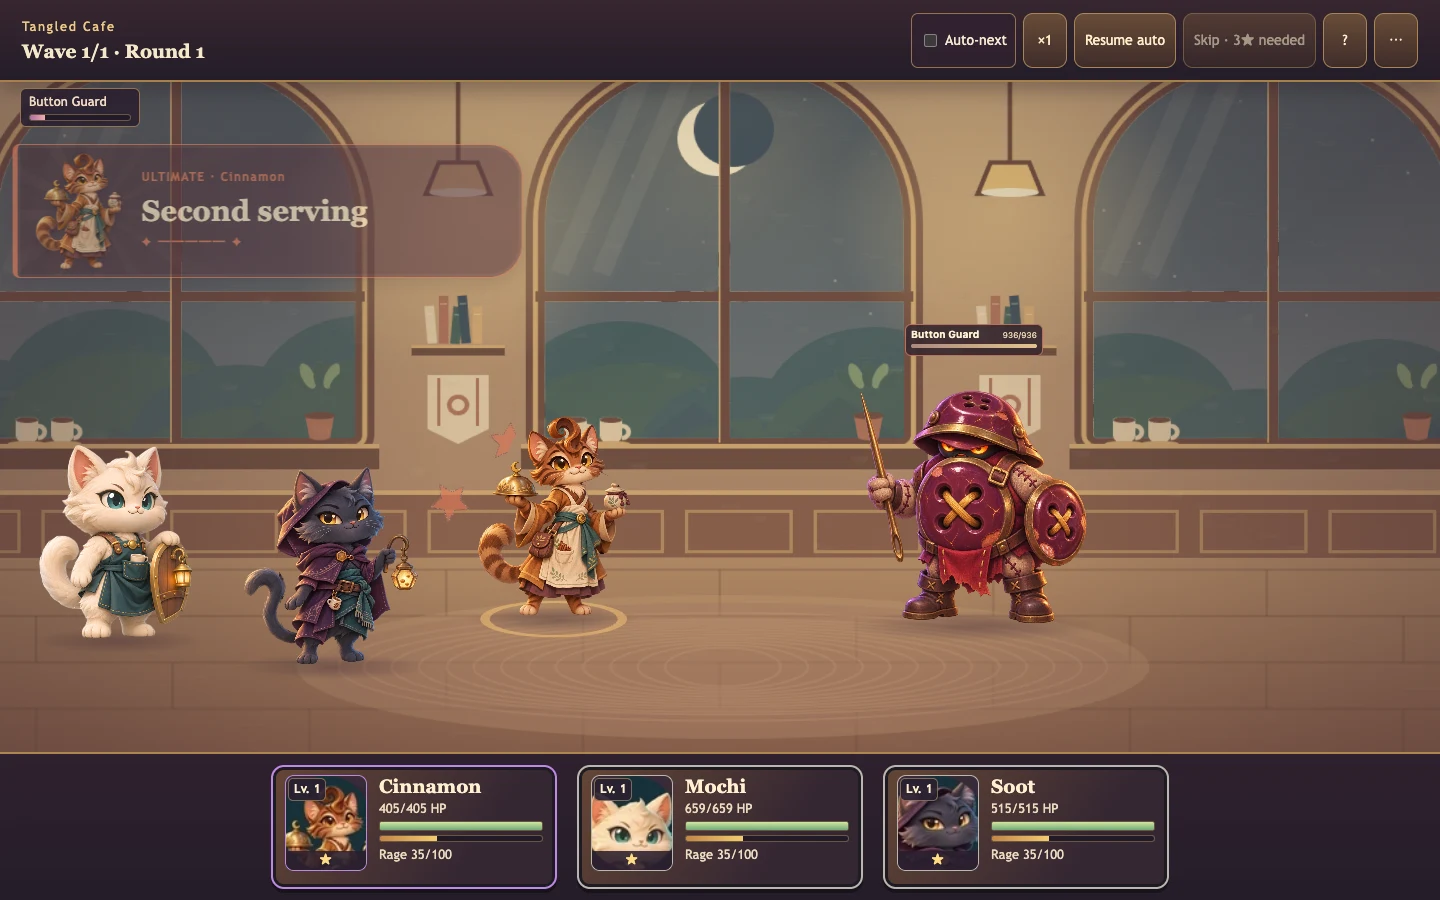 Tangled Cafe
Wave 1/1 · Round 1
Auto-next
×1
Resume auto
Skip · 3★ needed
?
...
Button Guard
ULTIMATE · Cinnamon
Second serving
Button Guard 936/936
Lv. 1
Cinnamon
405/405 HP
Rage 35/100
Lv. 1
Mochi
659/659 HP
Rage 35/100
Lv. 1
Soot
515/515 HP
Rage 35/100